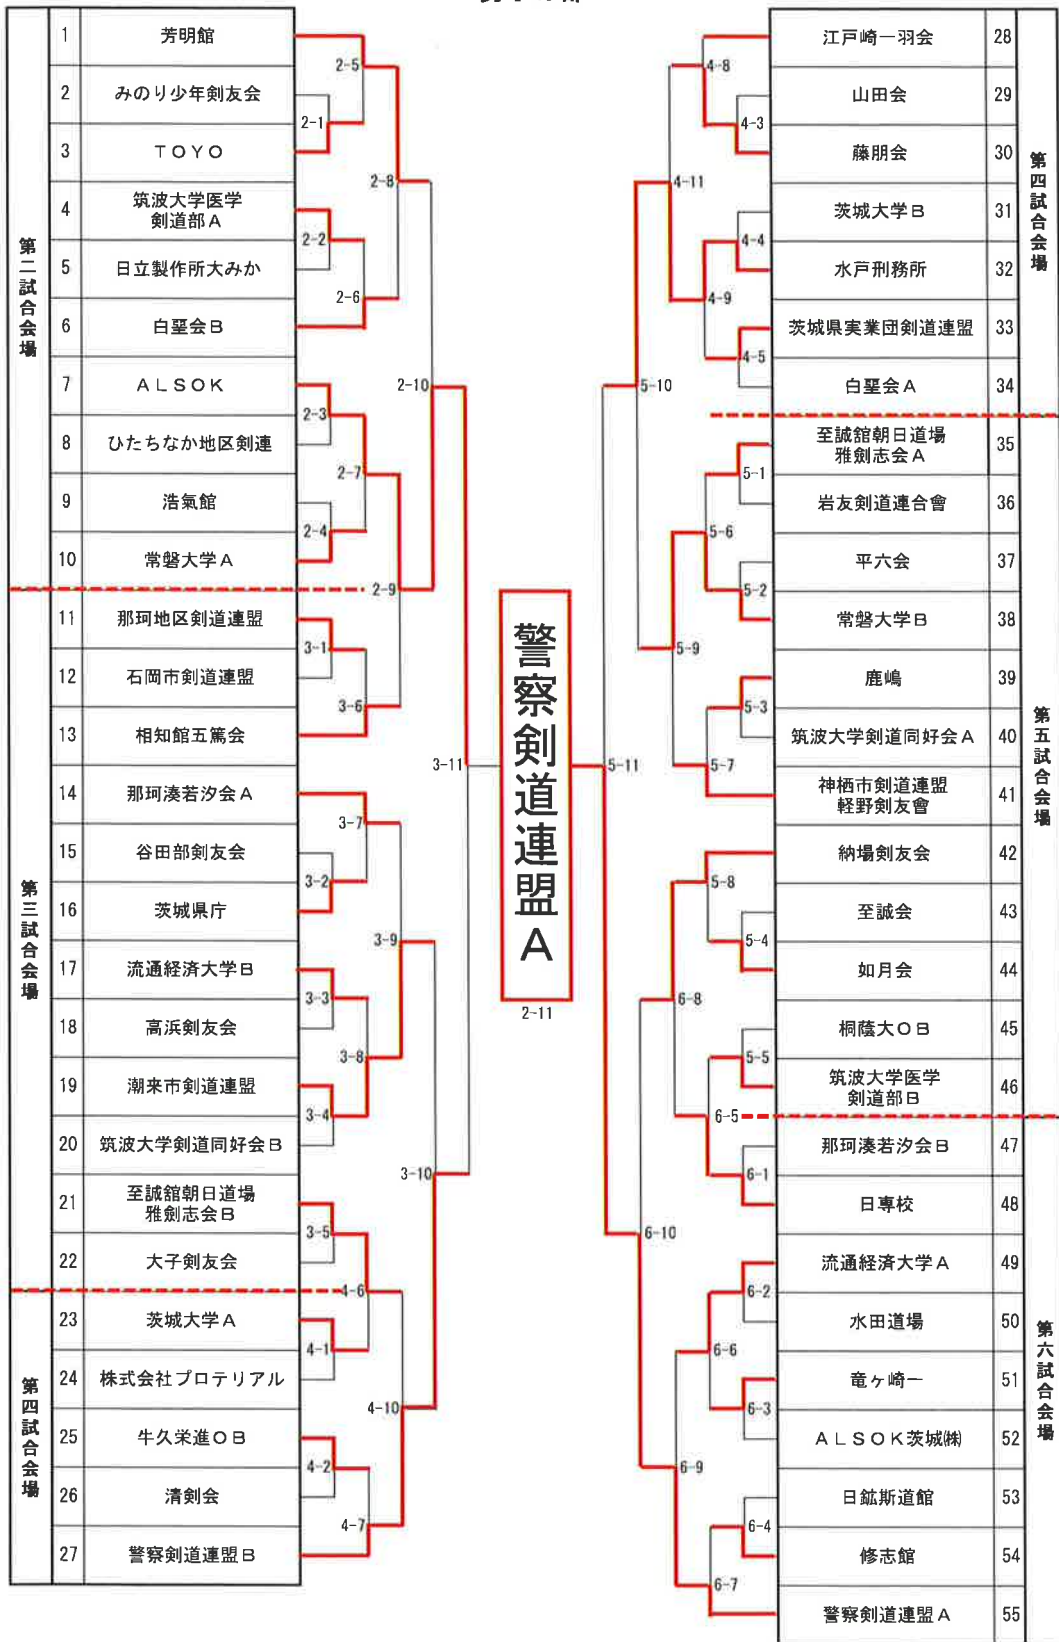 第二試合会場
1 芳明館
2 みのり少年剣友会
3 TOYO
4 筑波大学医学
剣道部A
5 日立製作所大みか
6 白堊会B
7 ALSOK
8 ひたちなか地区剣連
9 浩氣館
10 常磐大学A
第三試合会場
11 那珂地区剣道連盟
12 石岡市剣道連盟
13 相知館五篤会
14 那珂湊若汐会A
15 谷田部剣友会
16 茨城県庁
17 流通経済大学B
18 高浜剣友会
19 潮来市剣道連盟
20 筑波大学剣道同好会B
21 至誠舘朝日道場
雅劍志会B
22 大子剣友会
第四試合会場
23 茨城大学A
24 株式会社プロテリアル
25 牛久栄進OB
26 清剣会
27 警察剣道連盟B
2-5
2-1
2-8
2-2
2-6
2-10
2-3
2-7
2-4
2-9
3-1
3-6
3-11
3-7
3-2
3-9
3-3
3-8
3-4
3-10
3-5
4-6
4-1
4-10
4-2
4-7
警察剣道連盟A
2-11
4-8
4-3
4-11
4-4
4-9
4-5
5-10
5-1
5-6
5-2
5-9
5-3
5-7
5-11
5-8
5-4
6-8
5-5
6-5
6-1
6-10
6-2
6-6
6-3
6-9
6-4
6-7
江戸崎一羽会 28
山田会 29
藤朋会 30
茨城大学B 31
水戸刑務所 32
茨城県実業団剣道連盟 33
白堊会A 34
第四試合会場
至誠舘朝日道場
雅劍志会A 35
岩友剣道連合會 36
平六会 37
常磐大学B 38
鹿嶋 39
筑波大学剣道同好会A 40
神栖市剣道連盟
軽野剣友會 41
納場剣友会 42
至誠会 43
如月会 44
桐蔭大OB 45
筑波大学医学
剣道部B 46
第五試合会場
那珂湊若汐会B 47
日専校 48
流通経済大学A 49
水田道場 50
竜ヶ崎一 51
ALSOK茨城㈱ 52
日鉱斯道館 53
修志館 54
警察剣道連盟A 55
第六試合会場